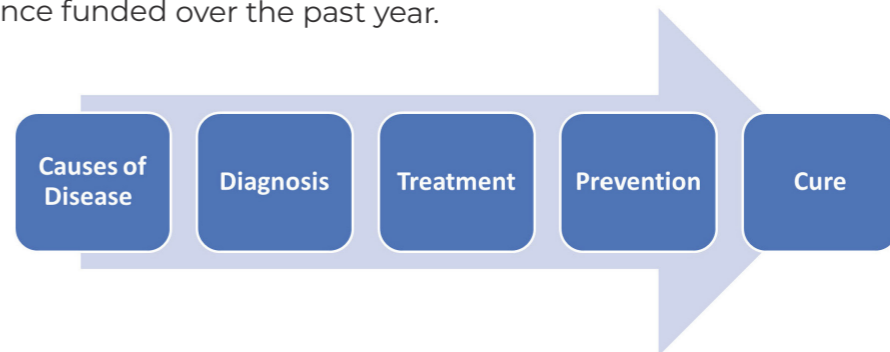 nce funded over the past year.
Causes of
Disease
Diagnosis
Treatment
Prevention
Cure